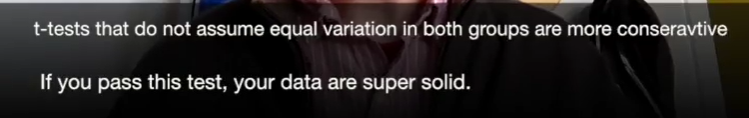 t-tests that do not assume equal variation in both groups are more conseravtive
If you pass this test, your data are super solid.